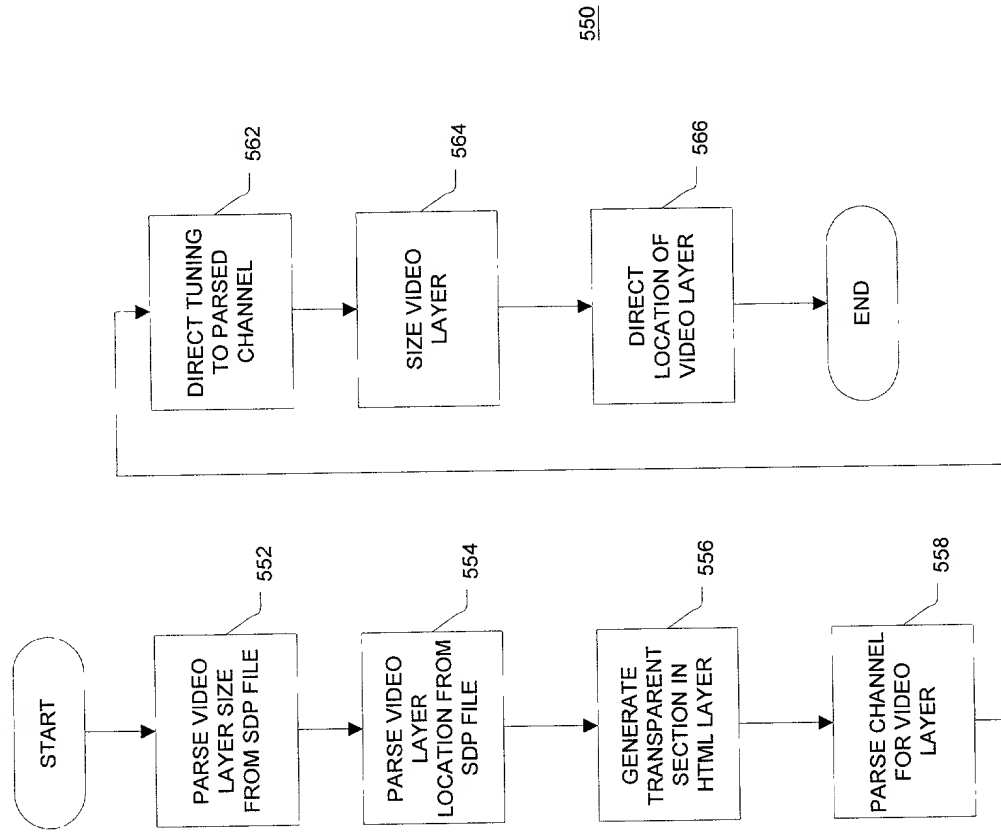 START
PARSE VIDEO
LAYER SIZE
FROM SDP FILE
552
PARSE VIDEO
LAYER
LOCATION FROM
SDP FILE
554
GENERATE
TRANSPARENT
SECTION IN
HTML LAYER
556
PARSE CHANNEL
FOR VIDEO
LAYER
558
DIRECT TUNING
TO PARSED
CHANNEL
562
SIZE VIDEO
LAYER
564
DIRECT
LOCATION OF
VIDEO LAYER
566
END
550